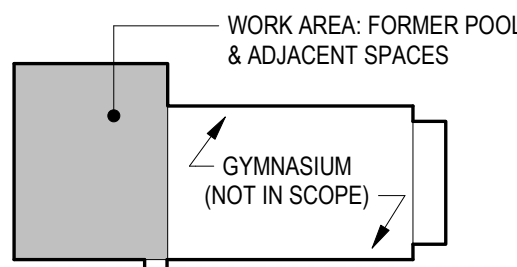 WORK AREA: FORMER POOL
& ADJACENT SPACES
GYMNASIUM
(NOT IN SCOPE)